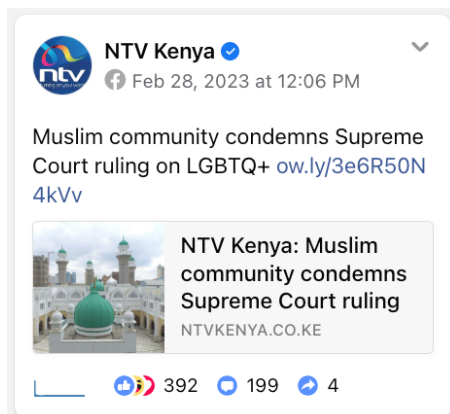 NTV Kenya
ntv
Feb 28, 2023 at 12:06 PM
Muslim community condemns Supreme
Court ruling on LGBTQ+ ow.ly/3e6R50N
4kVv
NTV Kenya: Muslim
community condemns
Supreme Court ruling
NTVKENYA.CO.KE
392 199 4